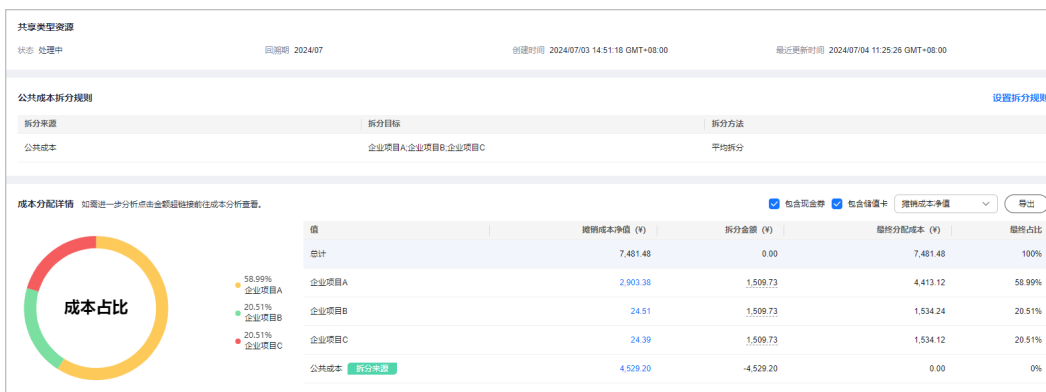 共享类型资源
状态 处理中 回溯期 2024/07 创建时间 2024/07/03 14:51:18 GMT+08:00 最近更新时间 2024/07/04 11:25:26 GMT+08:00
公共成本拆分规则 设置拆分规则
拆分来源 拆分目标 拆分方法
公共成本 企业项目A;企业项目B;企业项目C 平均拆分
成本分配详情 如需进一步分析点击金额超链接前往成本分析查看。 包含现金券 包含储值卡 摊销成本净值 导出
值 摊销成本净值 (¥) 拆分金额 (¥) 最终分配成本 (¥) 最终占比
总计 7,481.48 0.00 7,481.48 100%
企业项目A 2,903.38 1,509.73 4,413.12 58.99%
企业项目B 24.51 1,509.73 1,534.24 20.51%
企业项目C 24.39 1,509.73 1,534.12 20.51%
公共成本 拆分来源 4,529.20 -4,529.20 0.00 0%
成本占比
58.99%
企业项目A
20.51%
企业项目B
20.51%
企业项目C